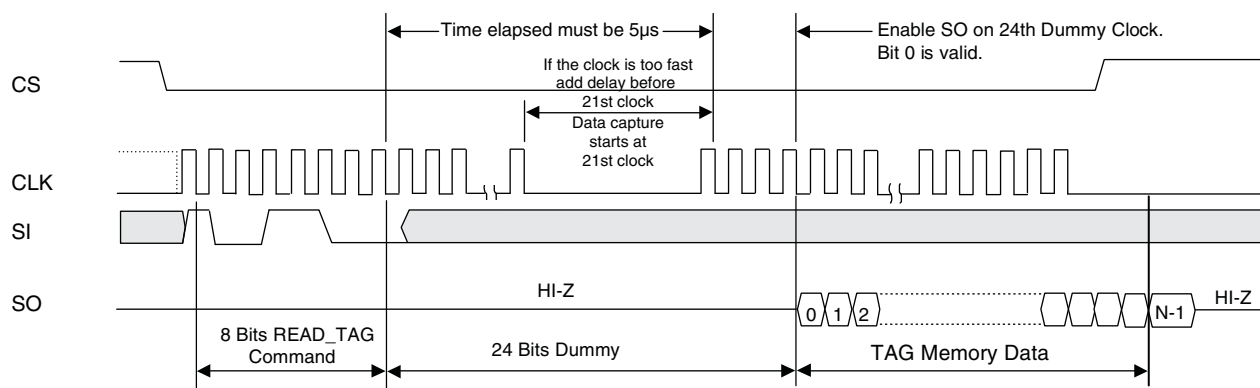 Time elapsed must be 5µs
Enable SO on 24th Dummy Clock.
Bit 0 is valid.
If the clock is too fast
add delay before
21st clock
Data capture
starts at
21st clock
CS
CLK
SI
SO
HI-Z
0 1 2
N-1
HI-Z
8 Bits READ_TAG
Command
24 Bits Dummy
TAG Memory Data